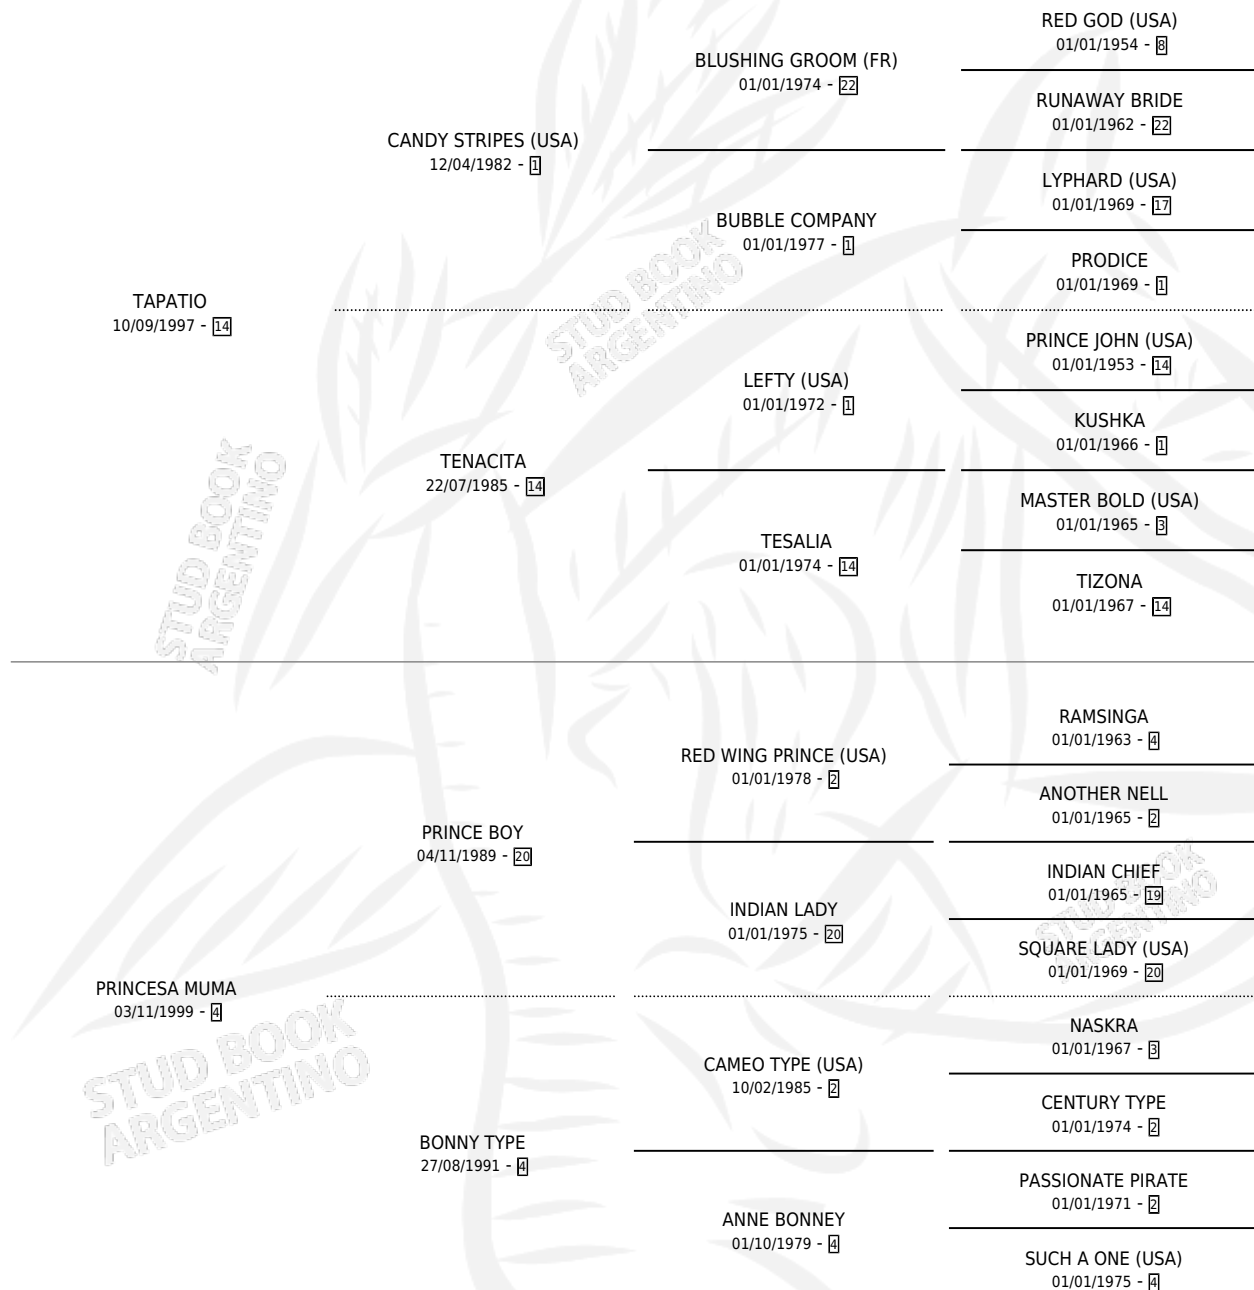 RED GOD (USA)
01/01/1954 - 8
BLUSHING GROOM (FR)
01/01/1974 - 22
RUNAWAY BRIDE
01/01/1962 - 22
CANDY STRIPES (USA)
12/04/1982 - 1
LYPHARD (USA)
01/01/1969 - 17
BUBBLE COMPANY
01/01/1977 - 1
PRODICE
01/01/1969 - 1
TAPATIO
10/09/1997 - 14
PRINCE JOHN (USA)
01/01/1953 - 14
LEFTY (USA)
01/01/1972 - 1
KUSHKA
01/01/1966 - 1
TENACITA
22/07/1985 - 14
MASTER BOLD (USA)
01/01/1965 - 3
TESALIA
01/01/1974 - 14
TIZONA
01/01/1967 - 14
RAMSINGA
01/01/1963 - 4
RED WING PRINCE (USA)
01/01/1978 - 2
ANOTHER NELL
01/01/1965 - 2
PRINCE BOY
04/11/1989 - 20
INDIAN CHIEF
01/01/1965 - 19
INDIAN LADY
01/01/1975 - 20
SQUARE LADY (USA)
01/01/1969 - 20
PRINCESA MUMA
03/11/1999 - 4
NASKRA
01/01/1967 - 3
CAMEO TYPE (USA)
10/02/1985 - 2
CENTURY TYPE
01/01/1974 - 2
BONNY TYPE
27/08/1991 - 4
PASSIONATE PIRATE
01/01/1971 - 2
ANNE BONNEY
01/10/1979 - 4
SUCH A ONE (USA)
01/01/1975 - 4
STUD BOOK
ARGENTINO
STUD BOOK
ARGENTINO
STUD BOOK
ARGENTINO
STUD BOOK
ARGENTINO